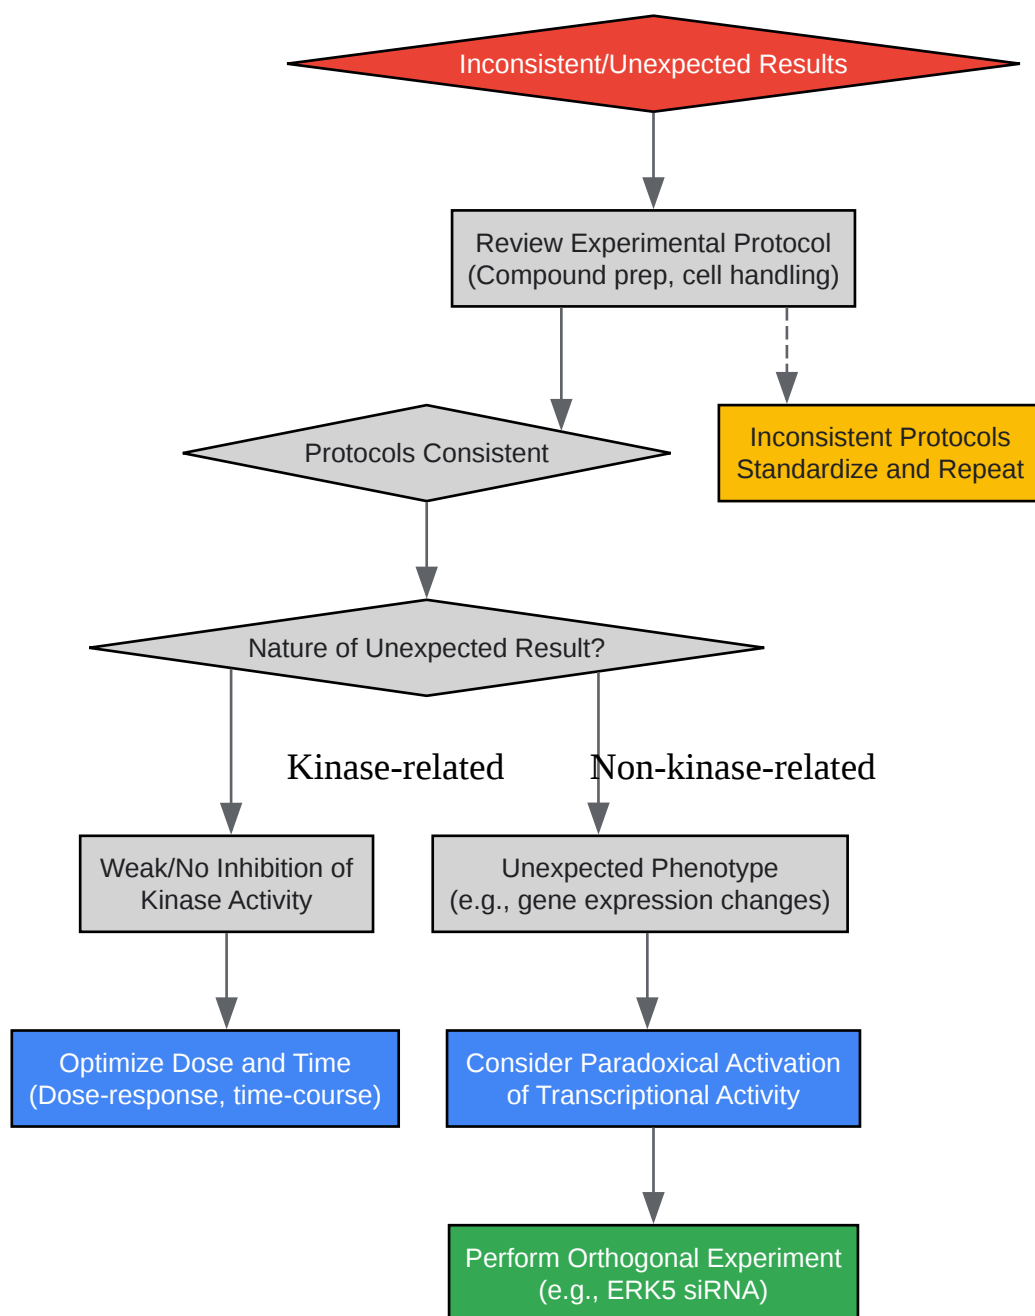 Inconsistent/Unexpected Results
Review Experimental Protocol
(Compound prep, cell handling)
Protocols Consistent
Inconsistent Protocols
Standardize and Repeat
Nature of Unexpected Result?
Kinase-related
Non-kinase-related
Weak/No Inhibition of
Kinase Activity
Unexpected Phenotype
(e.g., gene expression changes)
Optimize Dose and Time
(Dose-response, time-course)
Consider Paradoxical Activation
of Transcriptional Activity
Perform Orthogonal Experiment
(e.g., ERK5 siRNA)